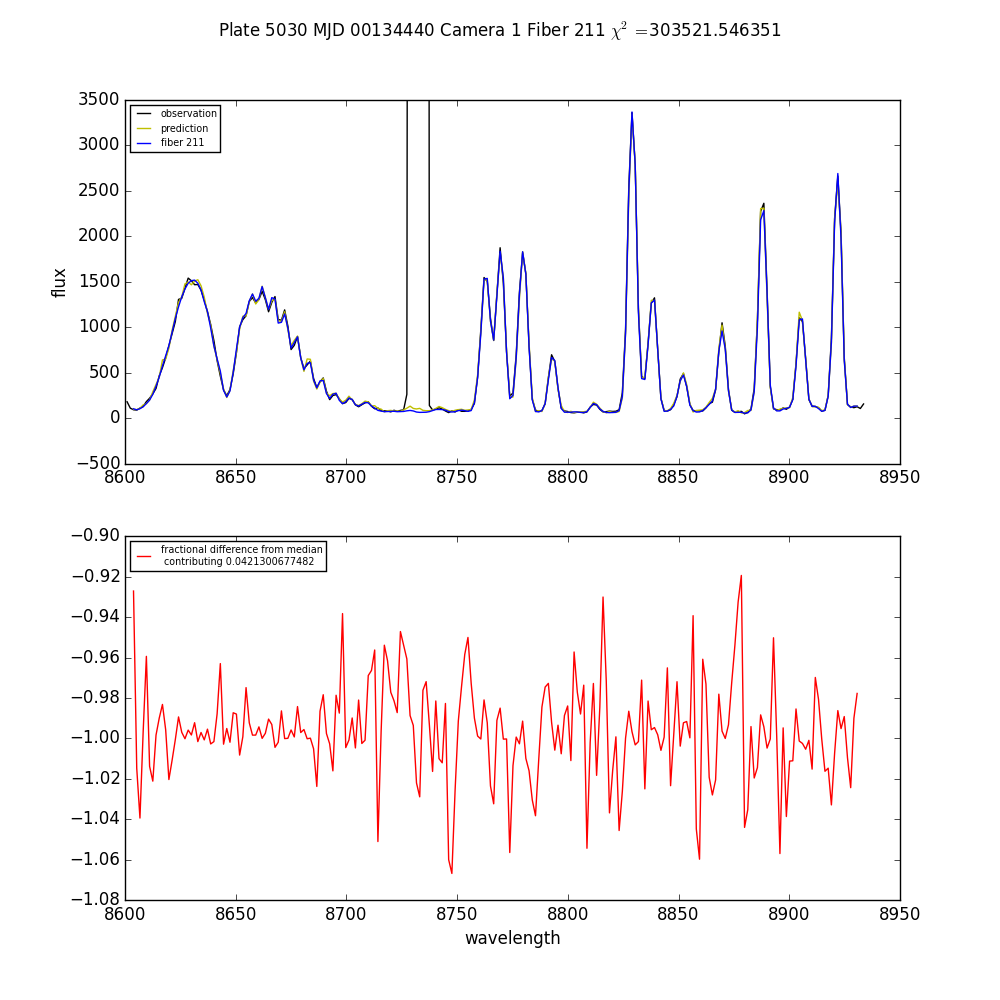 Plate 5030 MJD 00134440 Camera 1 Fiber 211 χ² =303521.546351
3500
3000
2500
2000
1500
1000
500
0
−500
flux
observation
prediction
fiber 211
8600 8650 8700 8750 8800 8850 8900 8950
−0.90
−0.92
−0.94
−0.96
−0.98
−1.00
−1.02
−1.04
−1.06
−1.08
fractional difference from median
contributing 0.0421300677482
8600 8650 8700 8750 8800 8850 8900 8950
wavelength